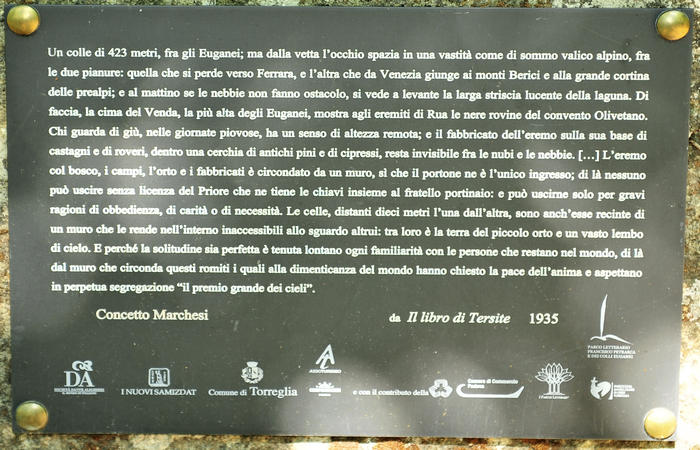 Un colle di 423 metri, fra gli Euganei; ma dalla vetta l'occhio spazia in una vastità come di sommo valico alpino, fra
le due pianure: quella che si perde verso Ferrara, e l'altra che da Venezia giunge ai monti Berici e alla grande cortina
delle prealpi; e al mattino se le nebbie non fanno ostacolo, si vede a levante la larga striscia lucente della laguna. Di
faccia, la cima del Venda, la più alta degli Euganei, mostra agli eremiti di Rua le nere rovine del convento Olivetano.
Chi guarda di giù, nelle giornate piovose, ha un senso di altezza remota; e il fabbricato dell'eremo sulla sua base di
castagni e di roveri, dentro una cerchia di antichi pini e di cipressi, resta invisibile fra le nubi e le nebbie. [...] L'eremo
col bosco, i campi, l'orto e i fabbricati è circondato da un muro, sì che il portone ne è l'unico ingresso; di là nessuno
può uscire senza licenza del Priore che ne tiene le chiavi insieme al fratello portinaio: e può uscirne solo per gravi
ragioni di obbedienza, di carità o di necessità. Le celle, distanti dieci metri l'una dall'altra, sono anch'esse recinte di
un muro che le rende nell'interno inaccessibili allo sguardo altrui: tra loro è la terra del piccolo orto e un vasto lembo
di cielo. E perché la solitudine sia perfetta è tenuta lontano ogni familiarità con le persone che restano nel mondo, di là
dal muro che circonda questi romiti i quali alla dimenticanza del mondo hanno chiesto la pace dell'anima e aspettano
in perpetua segregazione "il premio grande dei cieli".
Concetto Marchesi da Il libro di Tersite 1935
PARCO LETTERARIO
FRANCESCO PETRARCA
E DEI COLLI EUGANEI
DA
SOCIETÀ DANTE ALIGHIERI
I NUOVI SAMIZDAT
Comune di Torreglia
e con il contributo della
Camera di Commercio
Padova
I Parchi Letterari